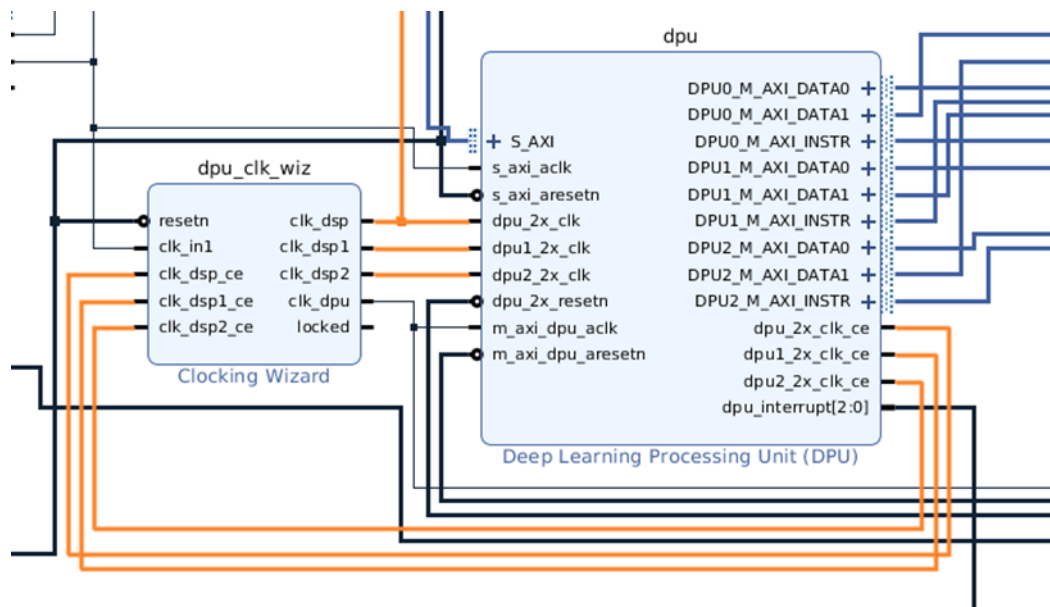 dpu_clk_wiz
resetn
clk_in1
clk_dsp_ce
clk_dsp1_ce
clk_dsp2_ce
clk_dsp
clk_dsp1
clk_dsp2
clk_dpu
locked
Clocking Wizard
dpu
S_AXI
s_axi_aclk
s_axi_aresetn
dpu_2x_clk
dpu1_2x_clk
dpu2_2x_clk
dpu_2x_resetn
m_axi_dpu_aclk
m_axi_dpu_aresetn
DPU0_M_AXI_DATA0
DPU0_M_AXI_DATA1
DPU0_M_AXI_INSTR
DPU1_M_AXI_DATA0
DPU1_M_AXI_DATA1
DPU1_M_AXI_INSTR
DPU2_M_AXI_DATA0
DPU2_M_AXI_DATA1
DPU2_M_AXI_INSTR
dpu_2x_clk_ce
dpu1_2x_clk_ce
dpu2_2x_clk_ce
dpu_interrupt[2:0]
Deep Learning Processing Unit (DPU)